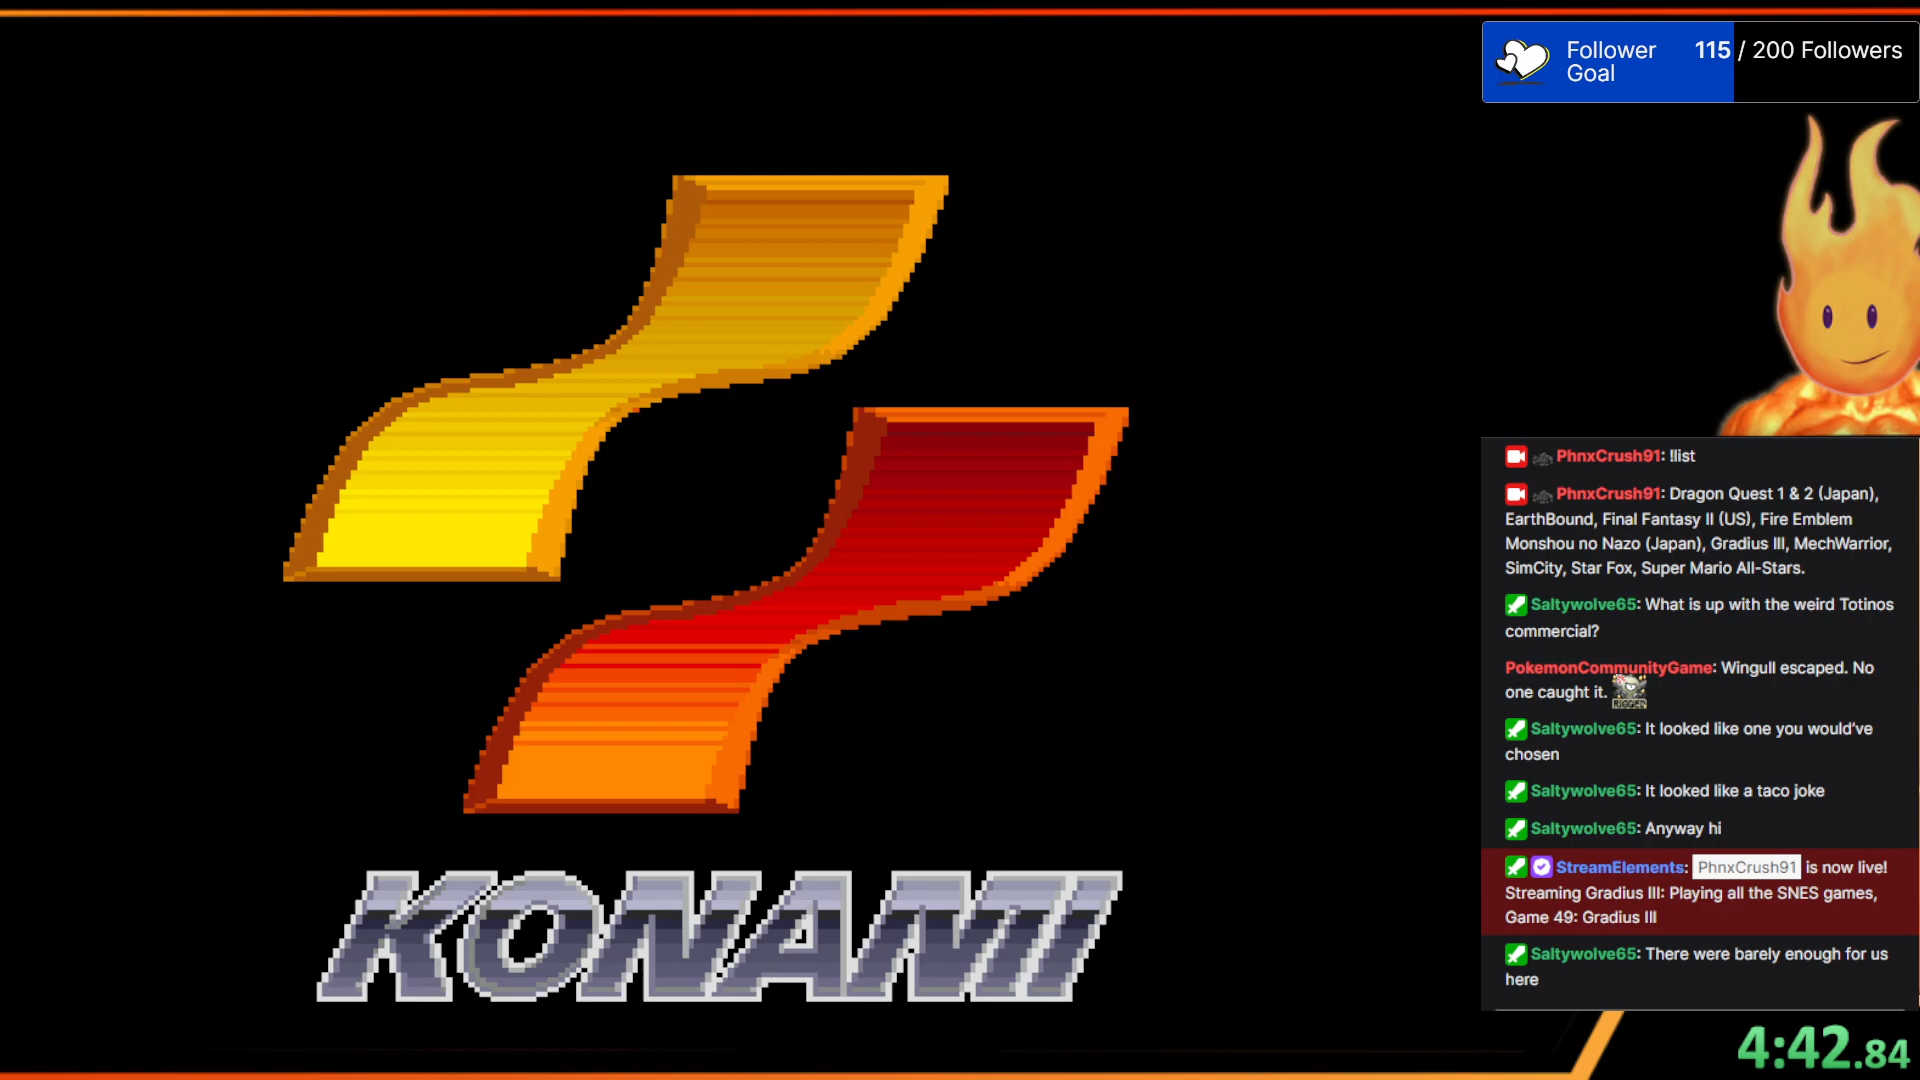 Follower Goal
115 / 200 Followers
PhnxCrush91: !list
PhnxCrush91: Dragon Quest 1 & 2 (Japan),
EarthBound, Final Fantasy II (US), Fire Emblem
Monshou no Nazo (Japan), Gradius III, MechWarrior,
SimCity, Star Fox, Super Mario All-Stars.
Saltywolve65: What is up with the weird Totinos
commercial?
PokemonCommunityGame: Wingull escaped. No
one caught it.
Saltywolve65: It looked like one you would've
chosen
Saltywolve65: It looked like a taco joke
Saltywolve65: Anyway hi
StreamElements: PhnxCrush91 is now live!
Streaming Gradius III: Playing all the SNES games,
Game 49: Gradius III
Saltywolve65: There were barely enough for us
here
KONAMI
4:42.84